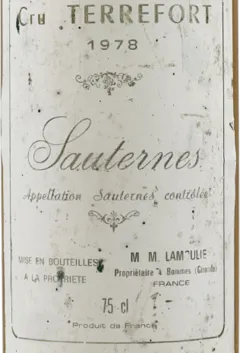 Cru TERREFORT
1978
Sauternes
Appellation Sauternes contrôlée
MISE EN BOUTEILLES
A LA PROPRIETE
M M.
Propriétaire à Bommes (Gironde)
FRANCE
75 cl
Produit de France